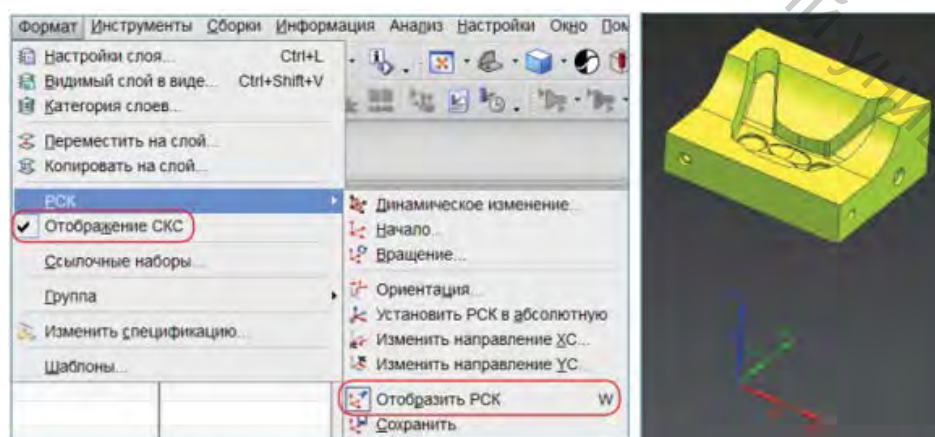 Формат Инструменты Сборки Информация Анализ Настройки Окно Пом
Настройки слоя... Ctrl+L
Видимый слой в виде... Ctrl+Shift+V
Категория слоев...
Переместить на слой...
Копировать на слой...
РСК
Отображение СКС
Ссылочные наборы...
Группа
Изменить спецификацию...
Шаблоны...
Динамическое изменение...
Начало...
Вращение...
Ориентация...
Установить РСК в абсолютную
Изменить направление XC...
Изменить направление YC...
Отобразить РСК W
Сохранить